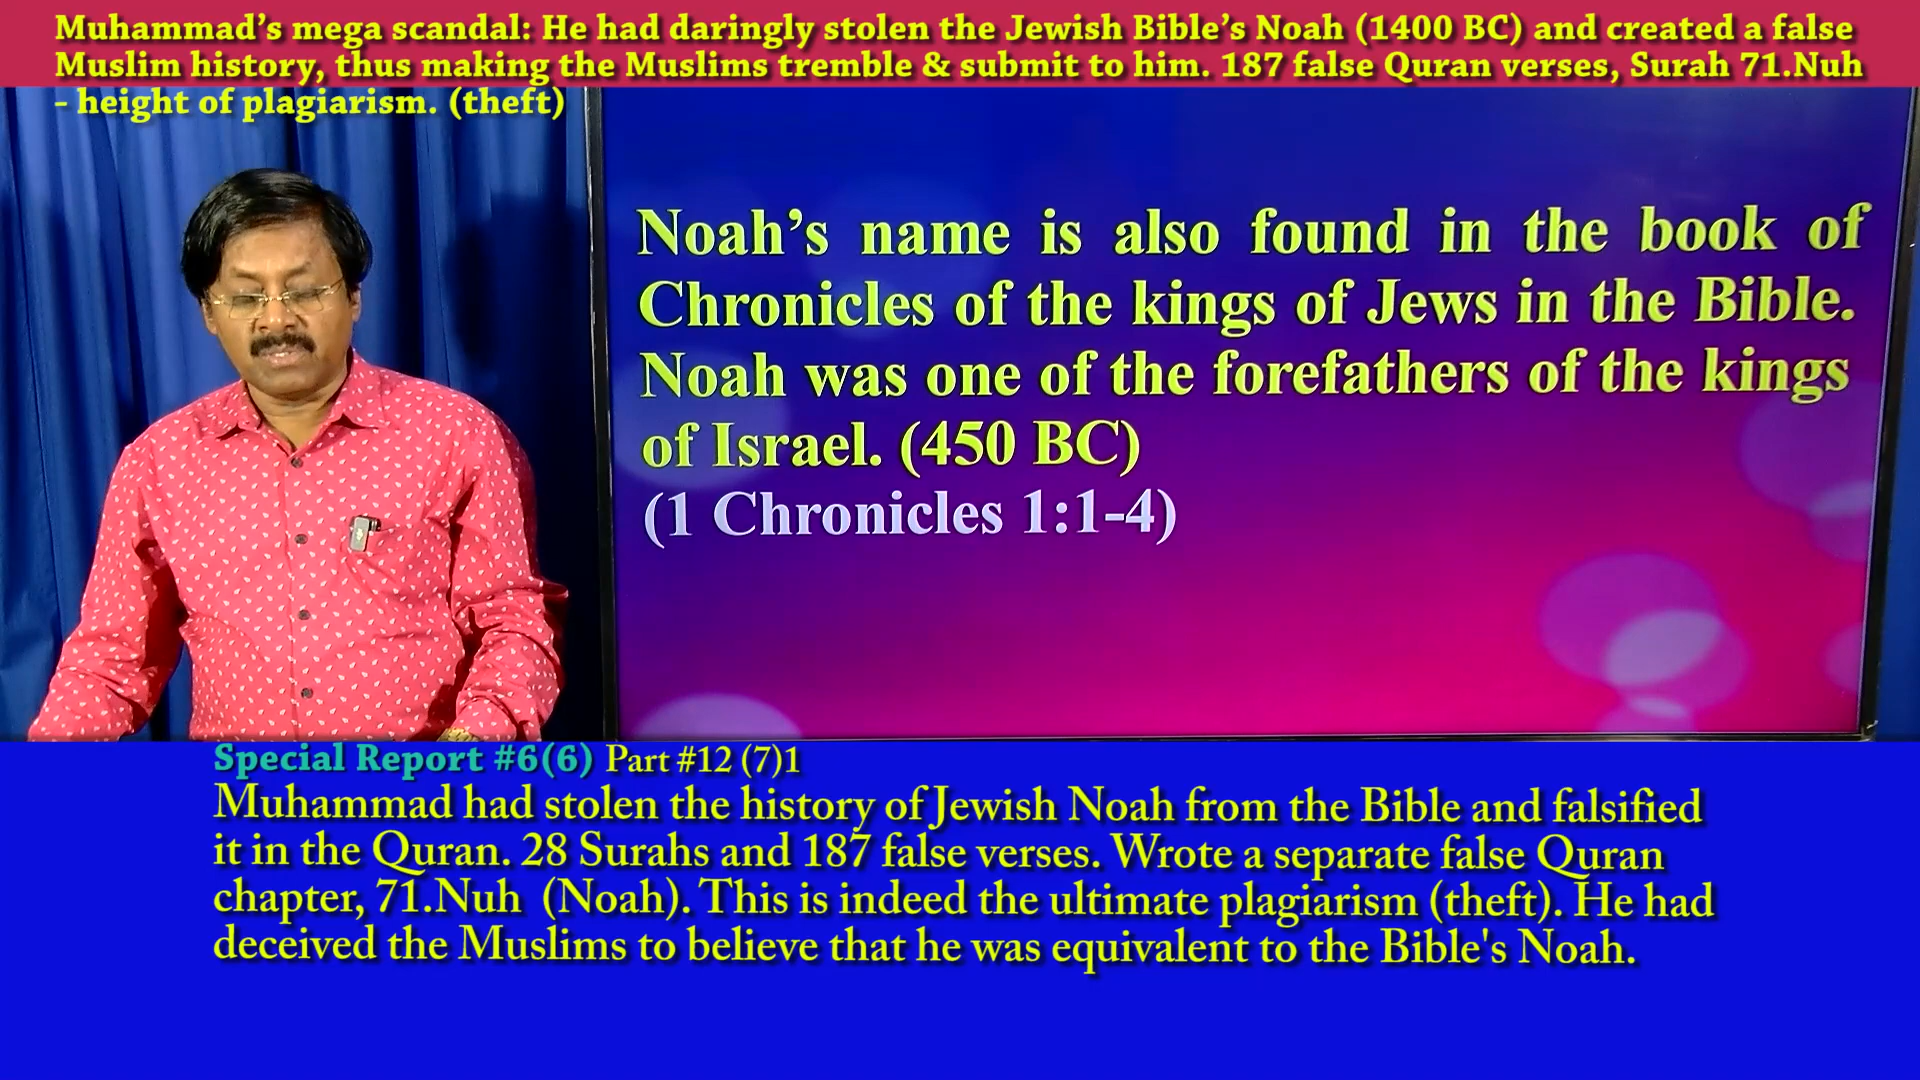 Muhammad’s mega scandal: He had daringly stolen the Jewish Bible’s Noah (1400 BC) and created a false
Muslim history, thus making the Muslims tremble & submit to him. 187 false Quran verses, Surah 71.Nuh
- height of plagiarism. (theft)
Noah’s name is also found in the book of
Chronicles of the kings of Jews in the Bible.
Noah was one of the forefathers of the kings
of Israel. (450 BC)
(1 Chronicles 1:1-4)
Special Report #6(6) Part #12 (7)1
Muhammad had stolen the history of Jewish Noah from the Bible and falsified
it in the Quran. 28 Surahs and 187 false verses. Wrote a separate false Quran
chapter, 71.Nuh (Noah). This is indeed the ultimate plagiarism (theft). He had
deceived the Muslims to believe that he was equivalent to the Bible's Noah.